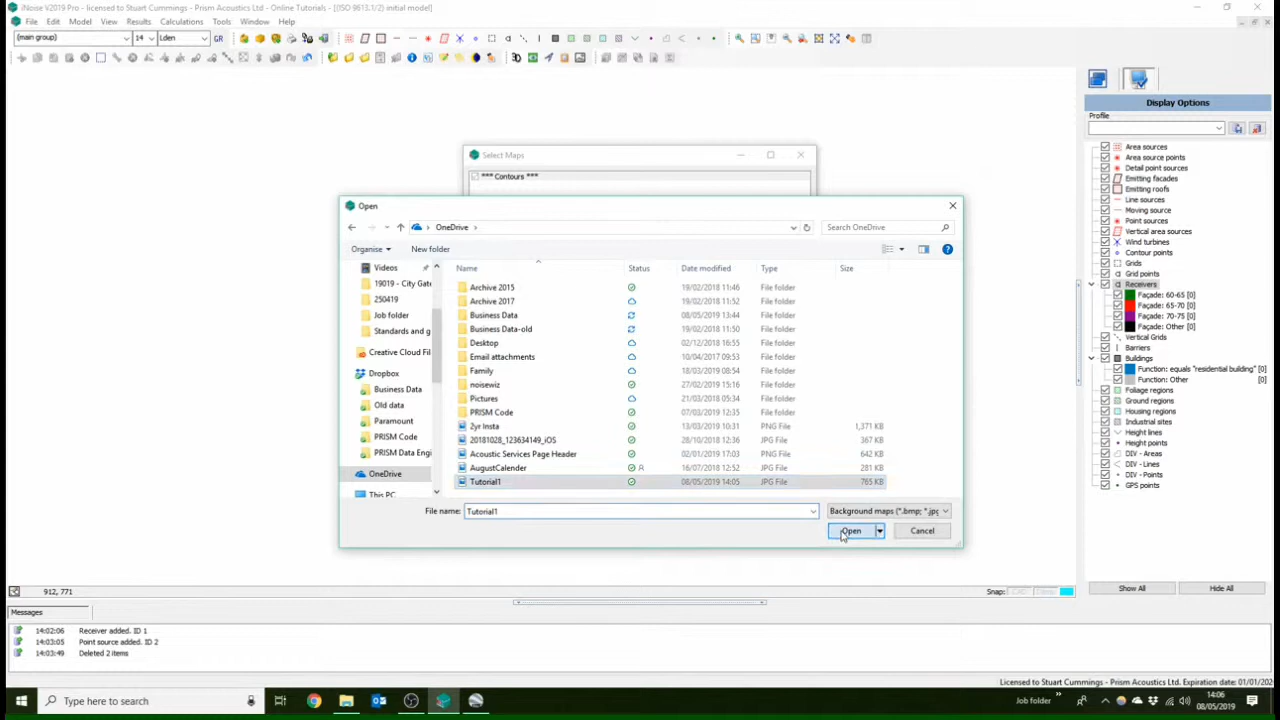 iNoise V2019 Pro - licensed to Stuart Cummings - Prism Acoustics Ltd - Online Tutorials - [[ISO 9613.1/2] initial model]
File Edit Model View Results Calculations Tools Window Help
(main group) 14 Lden GR
3D
Display Options
Profile
Select Maps
*** Contours ***
Open
OneDrive
Search OneDrive
Organise New folder
Name Status Date modified Type Size
Videos
19019 - City Gate
250419
Job folder
Standards and g
Creative Cloud Fil
Dropbox
Business Data
Old data
Paramount
PRISM Code
PRISM Data Engi
OneDrive
This PC
Archive 2015 19/02/2018 11:46 File folder
Archive 2017 19/02/2018 11:52 File folder
Business Data 08/05/2019 13:44 File folder
Business Data-old 19/02/2018 11:50 File folder
Desktop 02/12/2018 16:55 File folder
Email attachments 10/04/2017 09:53 File folder
Family 18/03/2019 08:54 File folder
noisewiz 27/02/2019 15:16 File folder
Pictures 21/03/2018 05:34 File folder
PRISM Code 07/03/2019 12:35 File folder
2yr Insta 13/03/2019 10:31 PNG File 1,371 KB
20181028_123634149_iOS 28/10/2018 12:36 JPG File 367 KB
Acoustic Services Page Header 02/01/2019 17:03 PNG File 642 KB
AugustCalender 16/07/2018 12:52 JPG File 281 KB
Tutorial1 08/05/2019 14:05 JPG File 765 KB
File name: Tutorial1 Background maps (*.bmp; *.jpg
Open Cancel
Area sources
Area source points
Detail point sources
Emitting facades
Emitting roofs
Line sources
Moving source
Point sources
Vertical area sources
Wind turbines
Contour points
Grids
Grid points
Receivers
Façade: 60-65 [0]
Façade: 65-70 [0]
Façade: 70-75 [0]
Façade: Other [0]
Vertical Grids
Barriers
Buildings
Function: equals "residential building" [0]
Function: Other [0]
Foliage regions
Ground regions
Housing regions
Industrial sites
Height lines
Height points
DIV - Areas
DIV - Lines
DIV - Points
GPS points
Show All Hide All
912, 771 Snap:
Messages
14:02:06 Receiver added. ID 1
14:03:05 Point source added. ID 2
14:03:49 Deleted 2 items
Licensed to Stuart Cummings - Prism Acoustics Ltd. Expiration date: 01/01/202
Type here to search
Job folder
14:06
08/05/2019